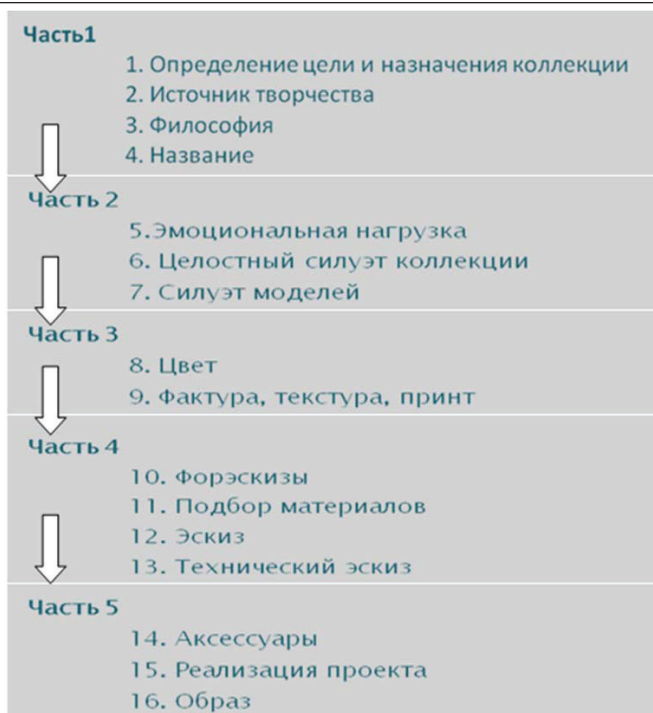 Часть1
1. Определение цели и назначения коллекции
2. Источник творчества
3. Философия
4. Название
Часть 2
5.Эмоциональная нагрузка
6. Целостный силуэт коллекции
7. Силуэт моделей
Часть 3
8. Цвет
9. Фактура, текстура, принт
Часть 4
10. Форэскизы
11. Подбор материалов
12. Эскиз
13. Технический эскиз
Часть 5
14. Аксессуары
15. Реализация проекта
16. Образ